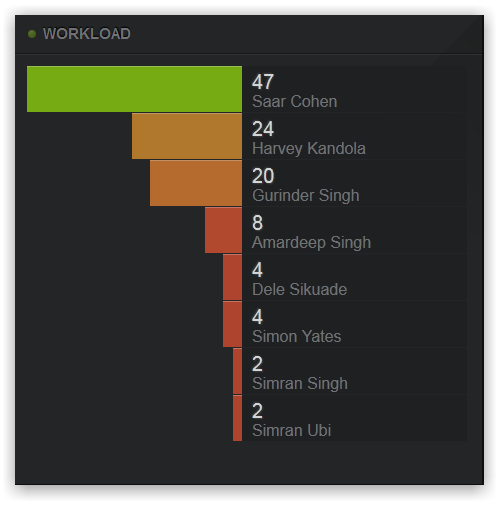 WORKLOAD
47
Saar Cohen
24
Harvey Kandola
20
Gurinder Singh
8
Amardeep Singh
4
Dele Sikuade
4
Simon Yates
2
Simran Singh
2
Simran Ubi